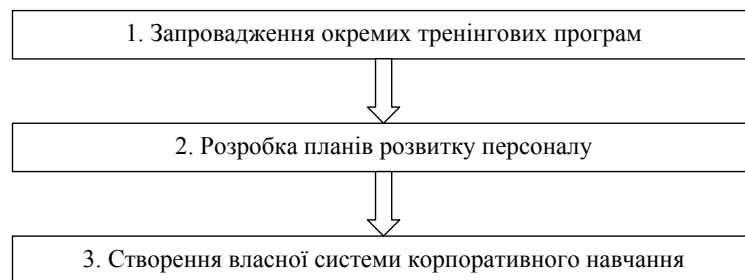 1. Запровадження окремих тренінгових програм
2. Розробка планів розвитку персоналу
3. Створення власної системи корпоративного навчання